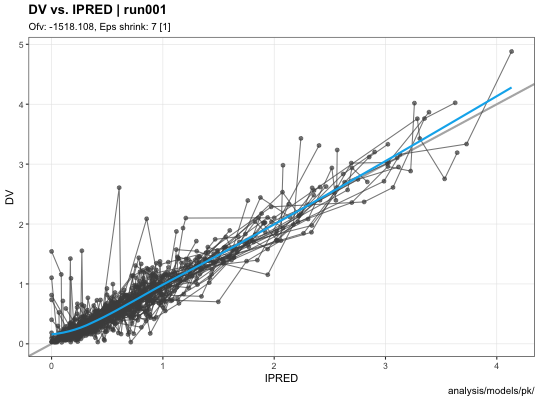 DV vs. IPRED | run001
Ofv: -1518.108, Eps shrink: 7 [1]
5
4
3
2
1
0
DV
0 1 2 3 4
IPRED
analysis/models/pk/